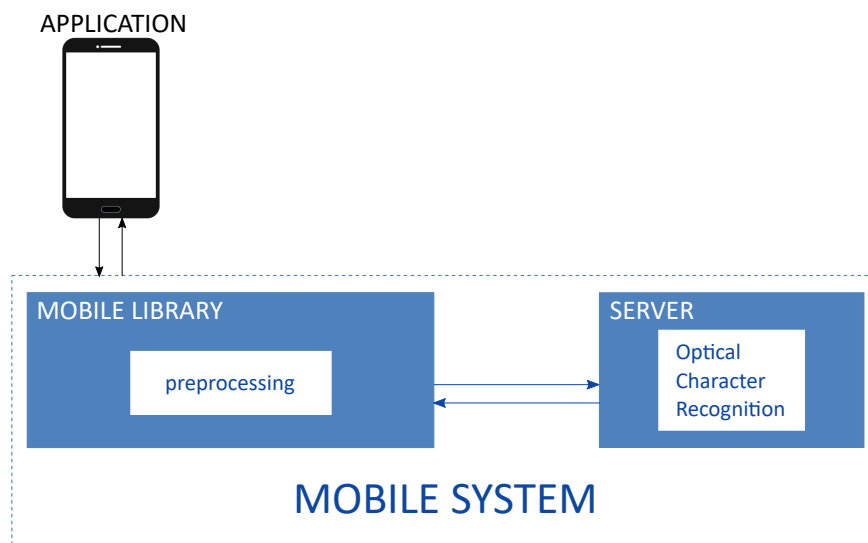 APPLICATION
MOBILE LIBRARY
preprocessing
SERVER
Optical
Character
Recognition
MOBILE SYSTEM